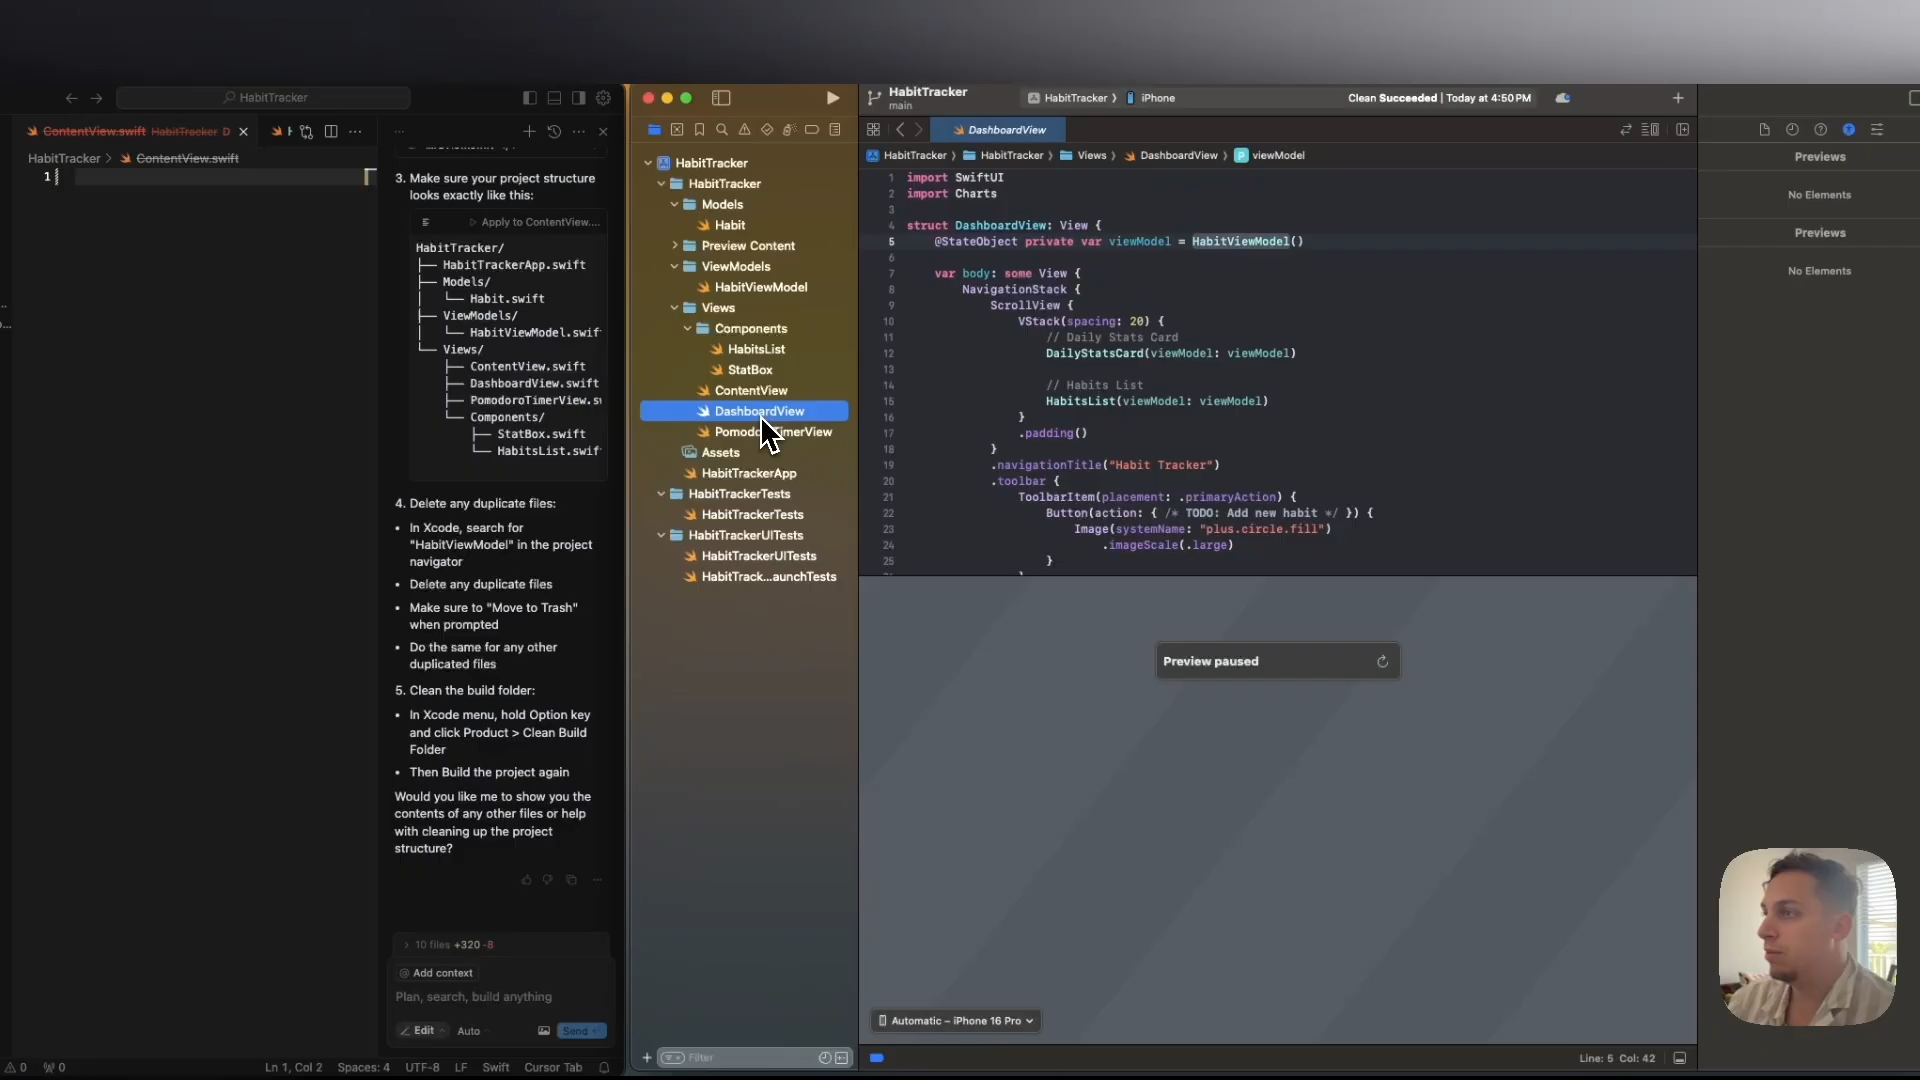 HabitTracker
ContentView.swift HabitTracker D
HabitTracker > ContentView.swift
1
3. Make sure your project structure
looks exactly like this:
Apply to ContentView....
HabitTracker/
├── HabitTrackerApp.swift
├── Models/
│   └── Habit.swift
├── ViewModels/
│   └── HabitViewModel.swif
└── Views/
├── ContentView.swift
├── DashboardView.swift
├── PomodoroTimerView.sw
└── Components/
├── StatBox.swift
└── HabitsList.swif
4. Delete any duplicate files:
• In Xcode, search for
"HabitViewModel" in the project
navigator
• Delete any duplicate files
• Make sure to "Move to Trash"
when prompted
• Do the same for any other
duplicated files
5. Clean the build folder:
• In Xcode menu, hold Option key
and click Product > Clean Build
Folder
• Then Build the project again
Would you like me to show you the
contents of any other files or help
with cleaning up the project
structure?
> 10 files +320 -8
@ Add context
Plan, search, build anything
Edit Auto Send
0 0 Ln 1, Col 2 Spaces: 4 UTF-8 LF Swift Cursor Tab
HabitTracker
HabitTracker
Models
Habit
Preview Content
ViewModels
HabitViewModel
Views
Components
HabitsList
StatBox
ContentView
DashboardView
TimerView
Assets
HabitTrackerApp
HabitTrackerTests
HabitTrackerTests
HabitTrackerUITests
HabitTrackerUITests
HabitTrack...aunchTests
Filter
HabitTracker
main
HabitTracker > iPhone
Clean Succeeded | Today at 4:50 PM
DashboardView
HabitTracker > HabitTracker > Views > DashboardView > viewModel
1 import SwiftUI
2 import Charts
3
4 struct DashboardView: View {
5 @StateObject private var viewModel = HabitViewModel()
6
7 var body: some View {
8 NavigationStack {
9 ScrollView {
10 VStack(spacing: 20) {
11 // Daily Stats Card
12 DailyStatsCard(viewModel: viewModel)
13
14 // Habits List
15 HabitsList(viewModel: viewModel)
16 }
17 .padding()
18 }
19 .navigationTitle("Habit Tracker")
20 .toolbar {
21 ToolbarItem(placement: .primaryAction) {
22 Button(action: { /* TODO: Add new habit */ }) {
23 Image(systemName: "plus.circle.fill")
24 .imageScale(.large)
25 }
Preview paused
Automatic – iPhone 16 Pro
Line: 5 Col: 42
Previews
No Elements
Previews
No Elements